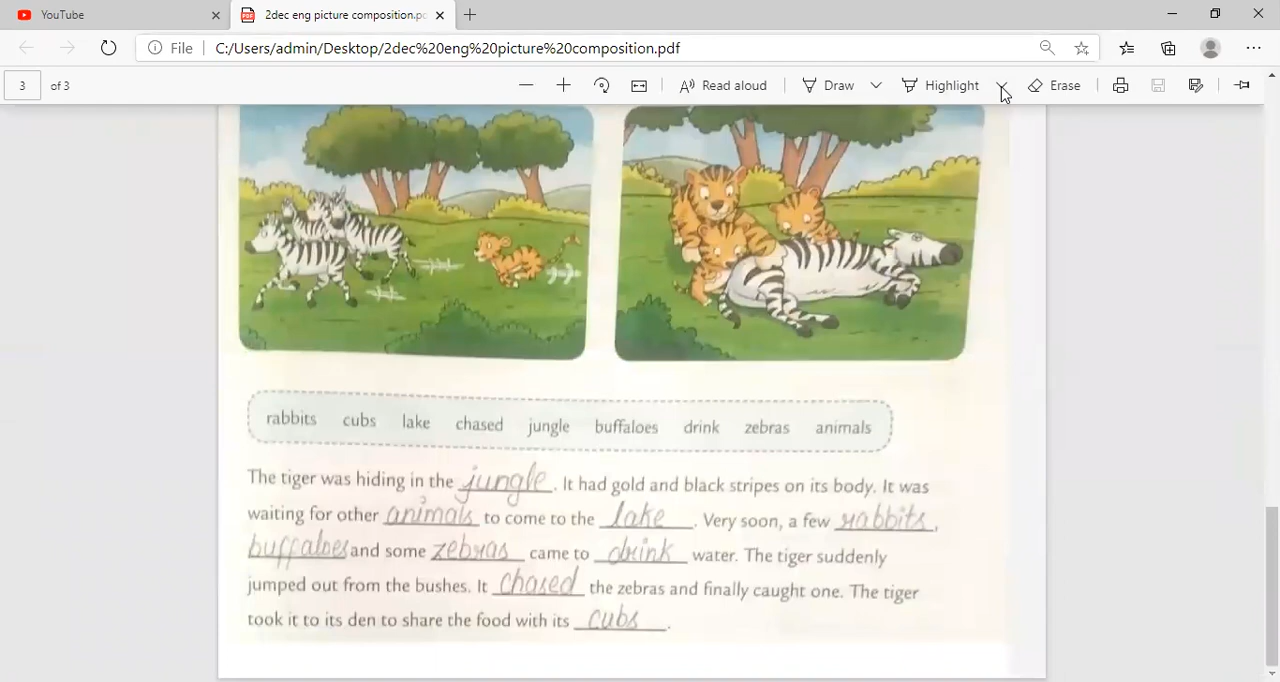 YouTube
2dec eng picture composition.pc
File
C:/Users/admin/Desktop/2dec%20eng%20picture%20composition.pdf
3 of 3
Read aloud
Draw
Highlight
Erase
rabbits cubs lake chased jungle buffaloes drink zebras animals
The tiger was hiding in the jungle. It had gold and black stripes on its body. It was
waiting for other animals to come to the lake. Very soon, a few rabbits,
buffaloes and some zebras came to drink water. The tiger suddenly
jumped out from the bushes. It chased the zebras and finally caught one. The tiger
took it to its den to share the food with its cubs.